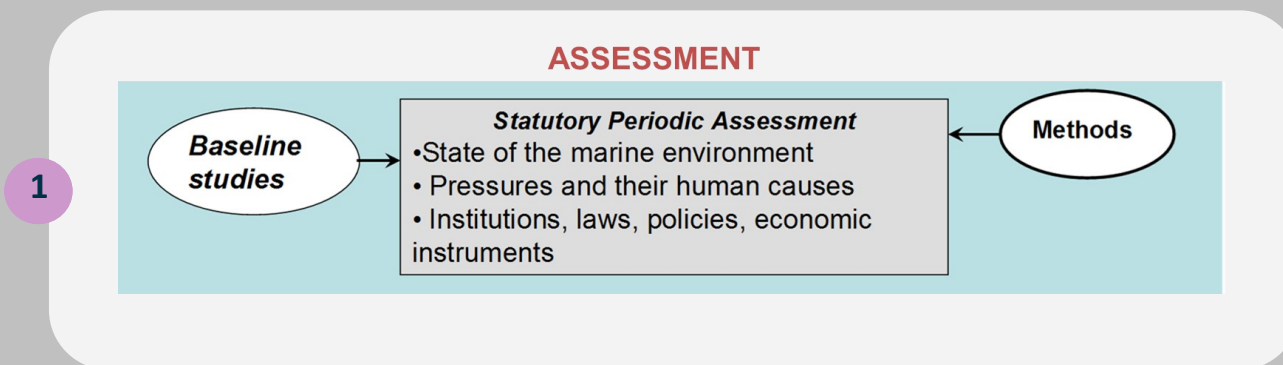 ASSESSMENT
1
Baseline
studies
Statutory Periodic Assessment
•State of the marine environment
• Pressures and their human causes
• Institutions, laws, policies, economic
instruments
Methods